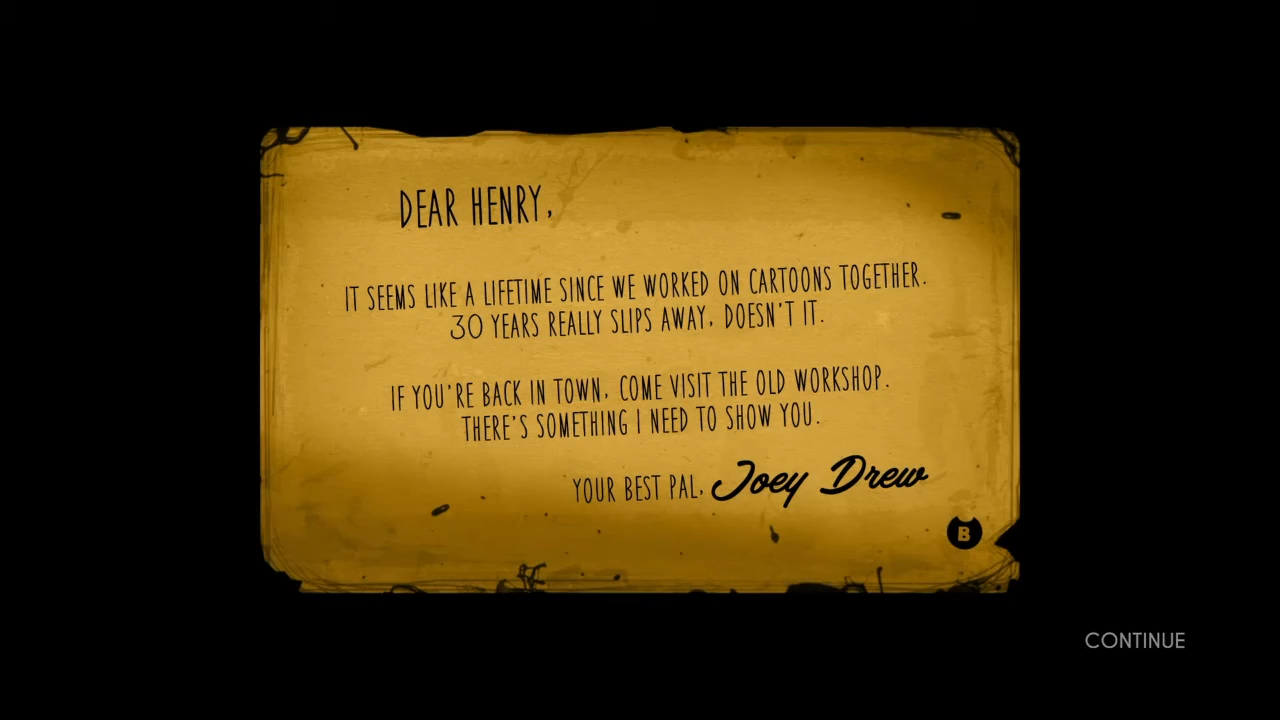 DEAR HENRY,
IT SEEMS LIKE A LIFETIME SINCE WE WORKED ON CARTOONS TOGETHER.
30 YEARS REALLY SLIPS AWAY, DOESN'T IT.
IF YOU'RE BACK IN TOWN, COME VISIT THE OLD WORKSHOP.
THERE'S SOMETHING I NEED TO SHOW YOU.
YOUR BEST PAL, Joey Drew
B
CONTINUE